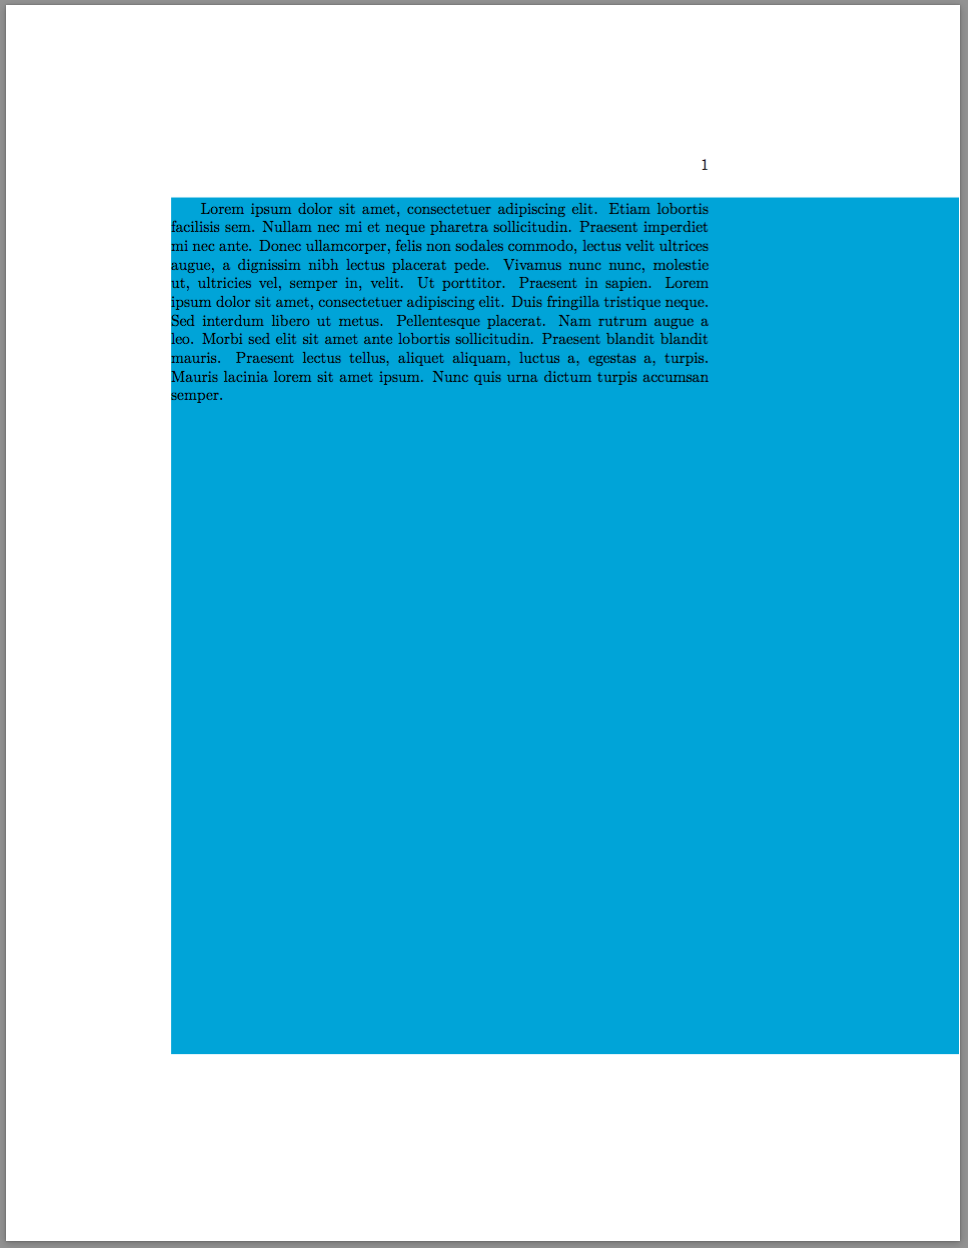 1
Lorem ipsum dolor sit amet, consectetuer adipiscing elit. Etiam lobortis
facilisis sem. Nullam nec mi et neque pharetra sollicitudin. Praesent imperdiet
mi nec ante. Donec ullamcorper, felis non sodales commodo, lectus velit ultrices
augue, a dignissim nibh lectus placerat pede. Vivamus nunc nunc, molestie
ut, ultricies vel, semper in, velit. Ut porttitor. Praesent in sapien. Lorem
ipsum dolor sit amet, consectetuer adipiscing elit. Duis fringilla tristique neque.
Sed interdum libero ut metus. Pellentesque placerat. Nam rutrum augue a
leo. Morbi sed elit sit amet ante lobortis sollicitudin. Praesent blandit blandit
mauris. Praesent lectus tellus, aliquet aliquam, luctus a, egestas a, turpis.
Mauris lacinia lorem sit amet ipsum. Nunc quis urna dictum turpis accumsan
semper.